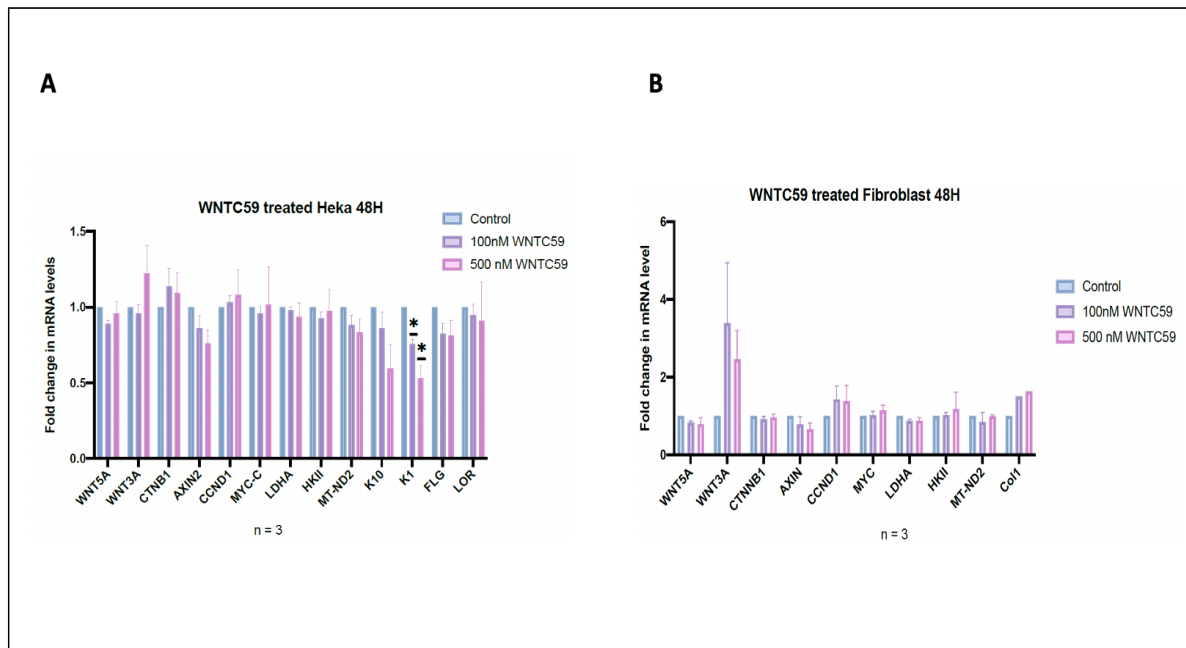 A
WNTC59 treated Heka 48H
Control
100nM WNTC59
500 nM WNTC59
Fold change in mRNA levels
1.5
1.0
0.5
0.0
*
*
WNT5A
WNT3A
CTNB1
AXIN2
CCND1
MYC-C
LDHA
HKII
MT-ND2
K10
K1
FLG
LOR
n = 3
B
WNTC59 treated Fibroblast 48H
Control
100nM WNTC59
500 nM WNTC59
Fold change in mRNA level
6
4
2
0
WNT5A
WNT3A
CTNNB1
AXIN
CCND1
MYC
LDHA
HKII
MT-ND2
Col1
n = 3